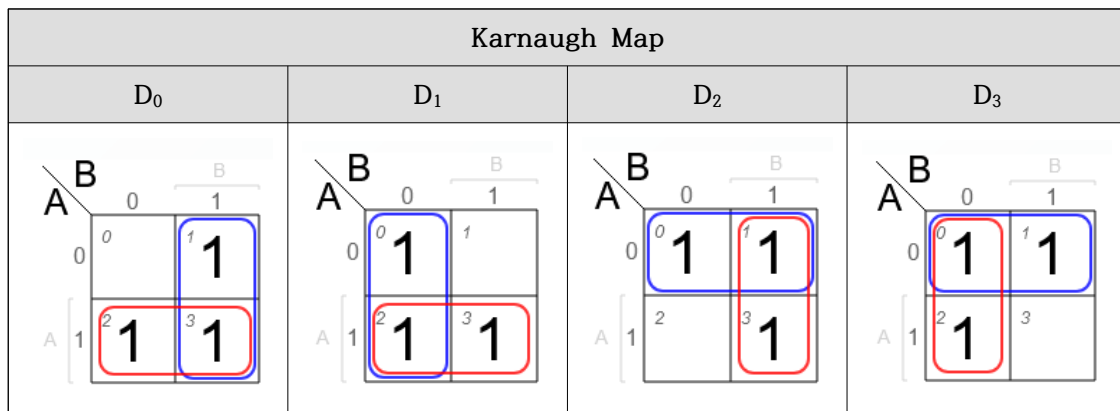 Karnaugh Map
D₀ D₁ D₂ D₃
B B B B
B B B B
A 0 1 A 0 1 A 0 1 A 0 1
0 0 1 1 0 0 1 1 0 0 1 1 1 0 0 1 1 1
A 1 2 1 3 1 A 1 2 1 3 1 A 1 2 3 1 A 1 2 1 3